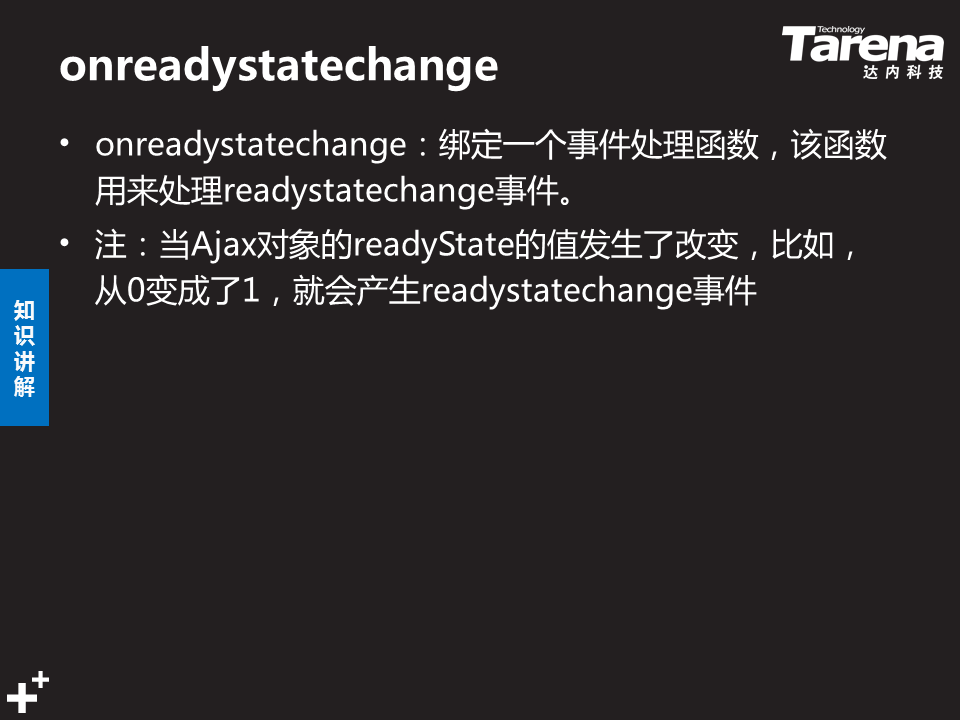 onreadystatechange
Technology
Tarena
达内科技
• onreadystatechange：绑定一个事件处理函数，该函数
用来处理readystatechange事件。
• 注：当Ajax对象的readyState的值发生了改变，比如，
从0变成了1，就会产生readystatechange事件
知
识
讲
解